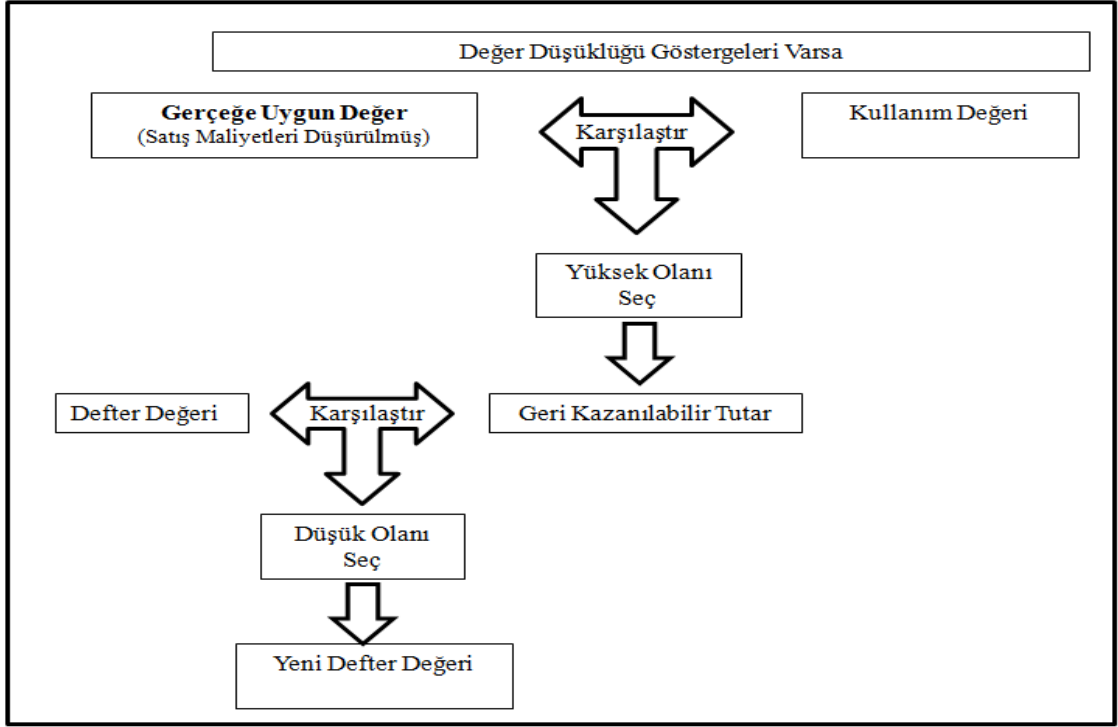 Değer Düşüklüğü Göstergeleri Varsa
Gerçeğe Uygun Değer
(Satış Maliyetleri Düşürülmüş)
Karşılaştır
Kullanım Değeri
Yüksek Olanı
Seç
Defter Değeri
Karşılaştır
Geri Kazanılabilir Tutar
Düşük Olanı
Seç
Yeni Defter Değeri